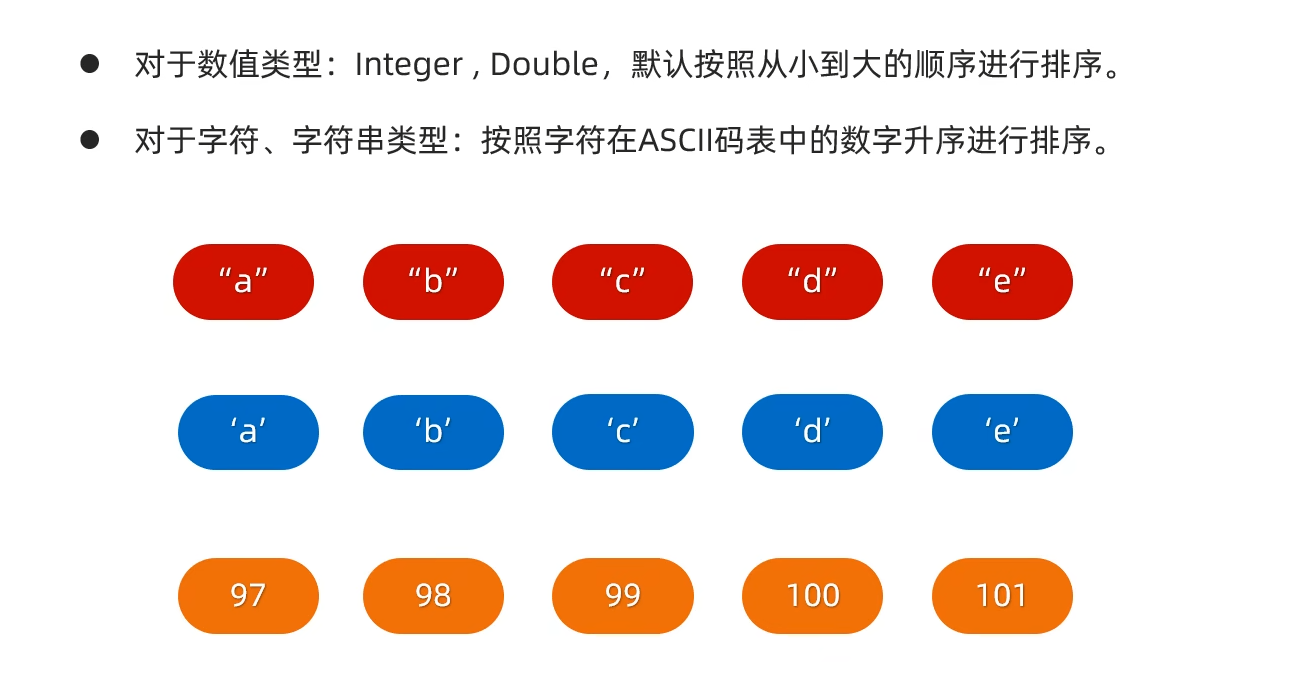 ● 对于数值类型：Integer , Double，默认按照从小到大的顺序进行排序。
● 对于字符、字符串类型：按照字符在ASCII码表中的数字升序进行排序。
“a” “b” “c” “d” “e”
‘a’ ‘b’ ‘c’ ‘d’ ‘e’
97 98 99 100 101